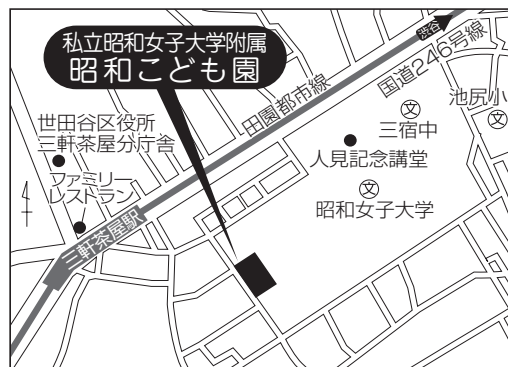 私立昭和女子大学附属
昭和こども園
渋谷
国道246号線
田園都市線
池尻小
三宿中
世田谷区役所
三軒茶屋分庁舎
人見記念講堂
ファミリー
レストラン
昭和女子大学
三軒茶屋駅